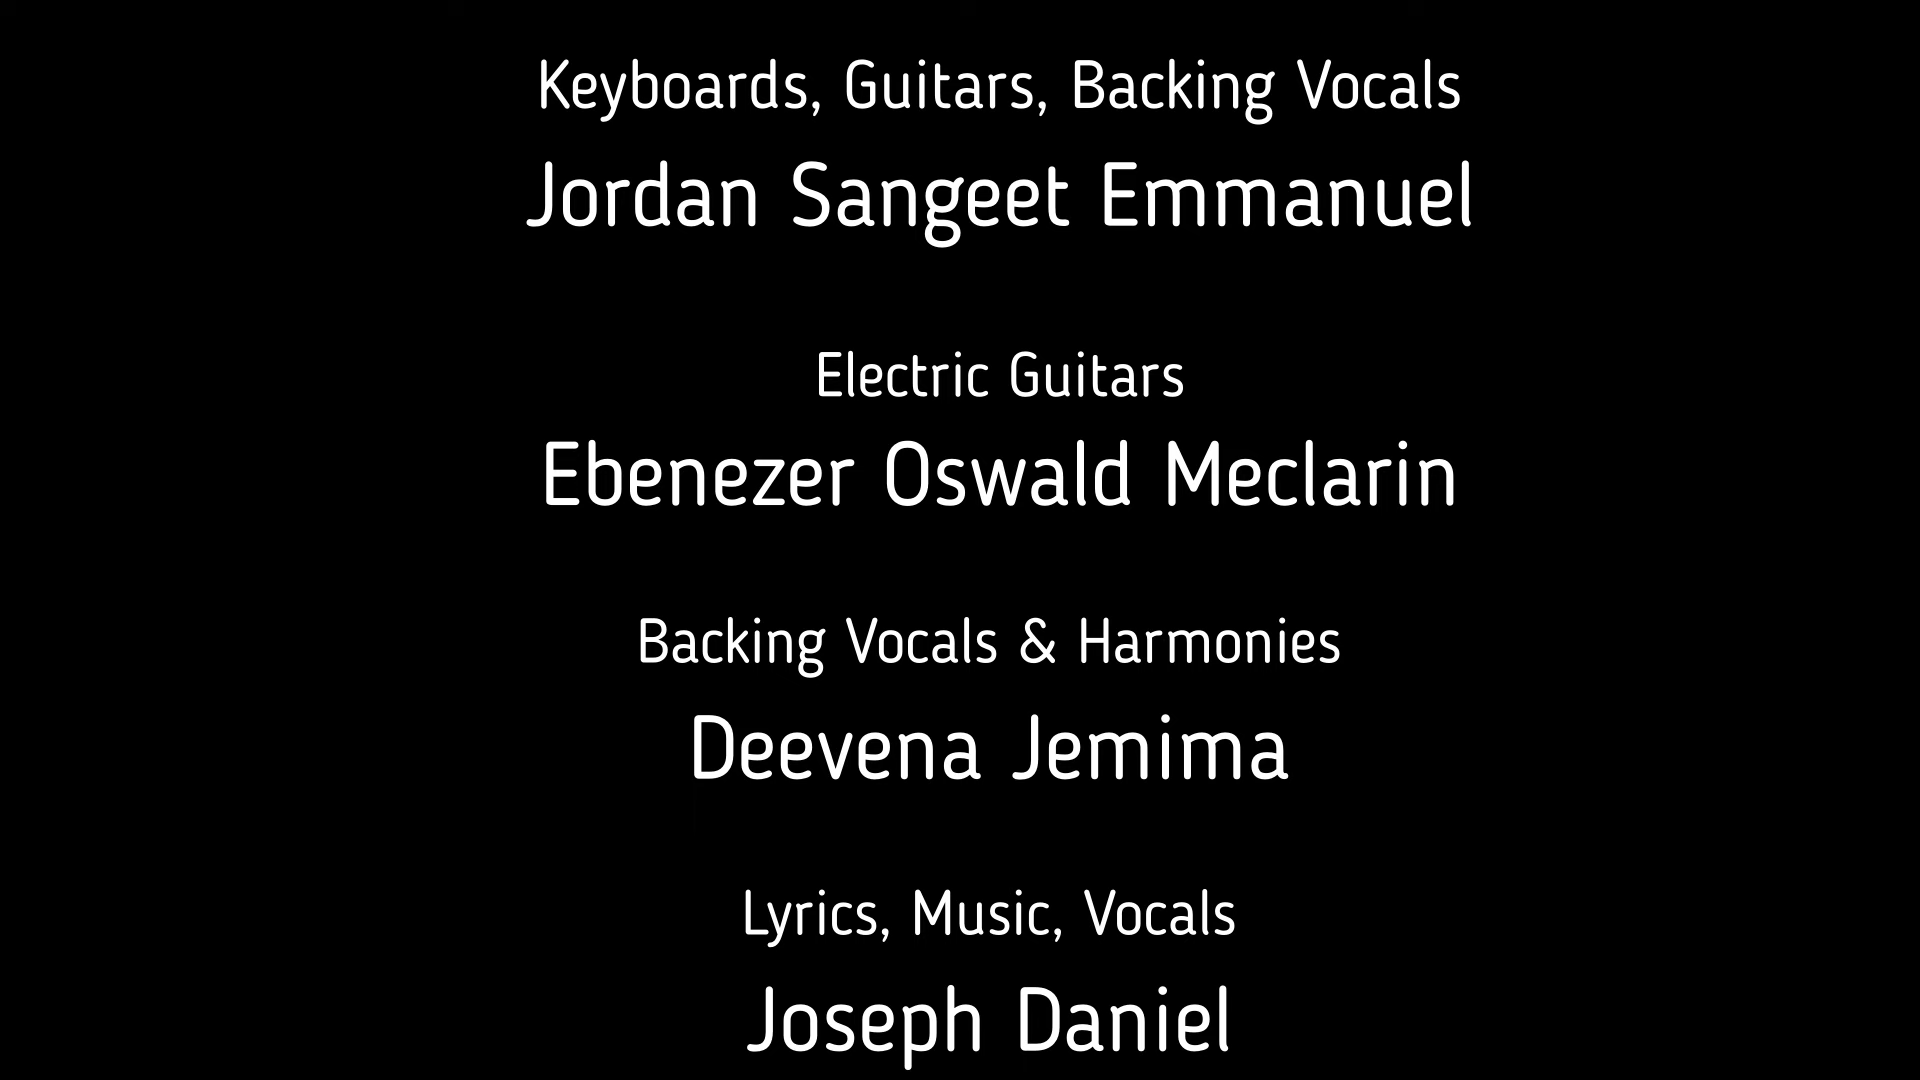 Keyboards, Guitars, Backing Vocals
Jordan Sangeet Emmanuel
Electric Guitars
Ebenezer Oswald Meclarin
Backing Vocals & Harmonies
Deevena Jemima
Lyrics, Music, Vocals
Joseph Daniel